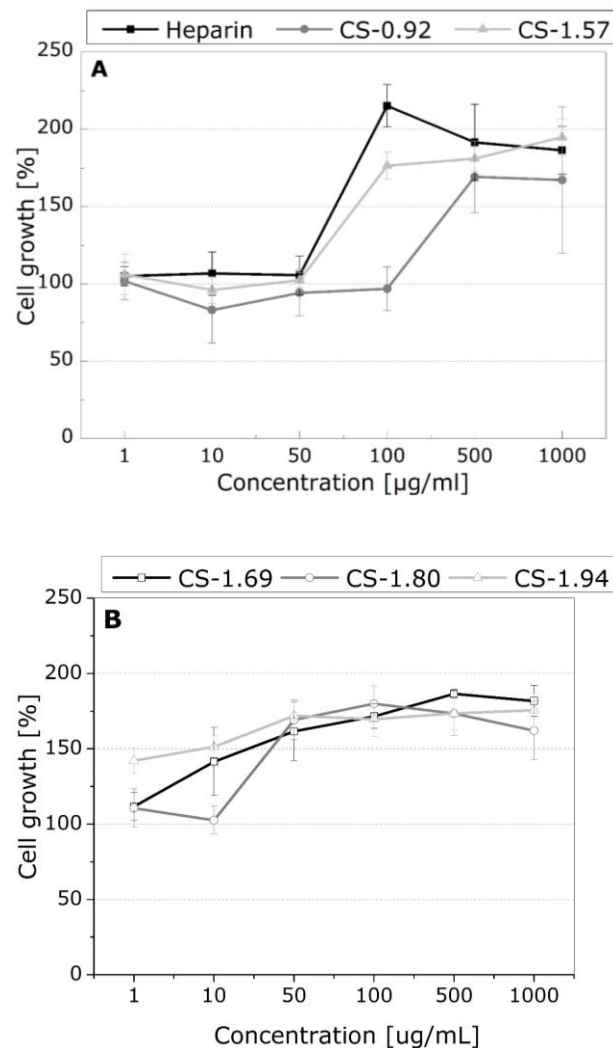 Heparin CS-0.92 CS-1.57
A
250
200
150
100
50
0
Cell growth [%]
1 10 50 100 500 1000
Concentration [µg/ml]
CS-1.69 CS-1.80 CS-1.94
B
250
200
150
100
50
0
Cell growth [%]
1 10 50 100 500 1000
Concentration [ug/mL]